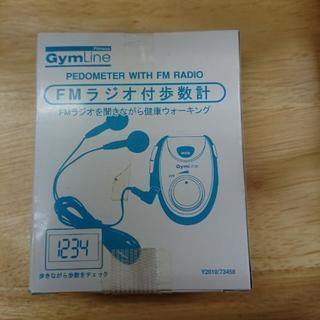 Fitness
GymLine
PEDOMETER WITH FM RADIO
FMラジオ付歩数計
FMラジオを聞きながら健康ウォーキング
GymLine
1234
歩きながら歩数をチェック
Y2010/73458